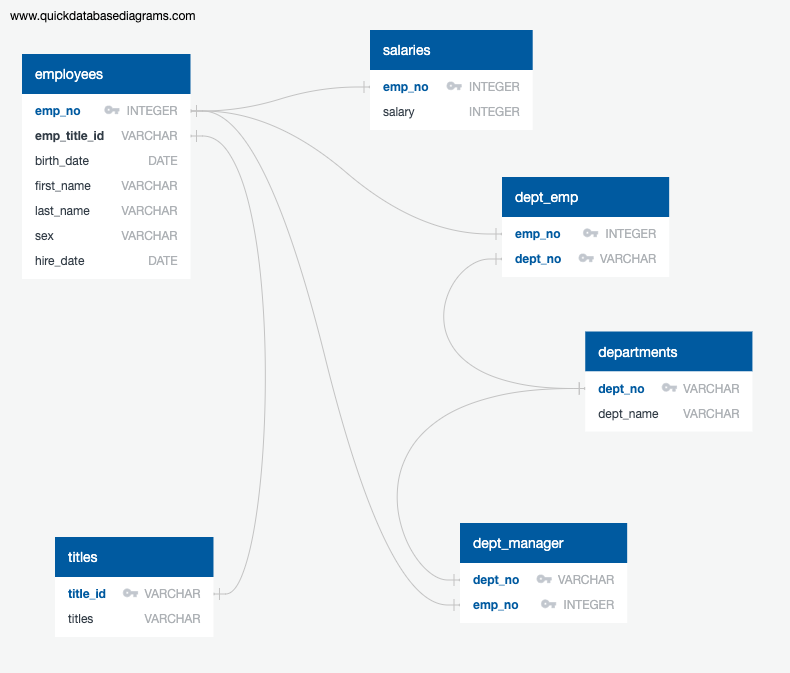 www.quickdatabasediagrams.com
employees
emp_no INTEGER
emp_title_id VARCHAR
birth_date DATE
first_name VARCHAR
last_name VARCHAR
sex VARCHAR
hire_date DATE
salaries
emp_no INTEGER
salary INTEGER
dept_emp
emp_no INTEGER
dept_no VARCHAR
departments
dept_no VARCHAR
dept_name VARCHAR
titles
title_id VARCHAR
titles VARCHAR
dept_manager
dept_no VARCHAR
emp_no INTEGER